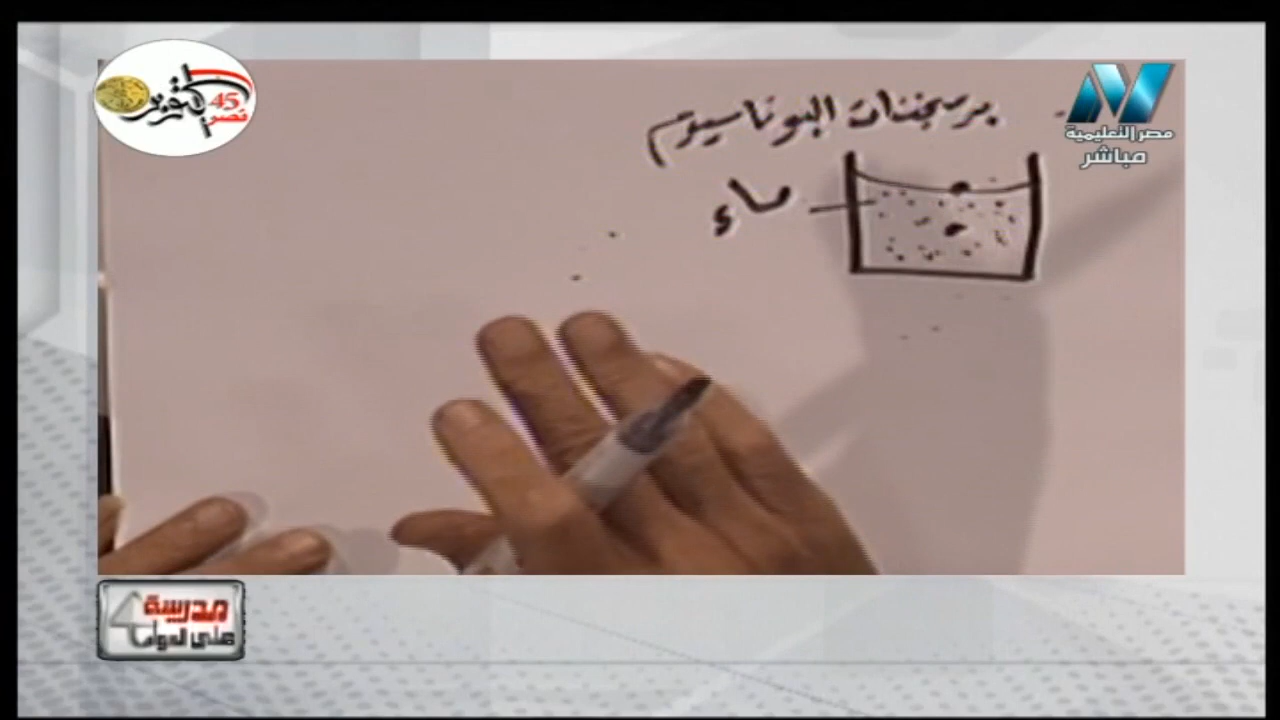 برمنجنات البوتاسيوم
ماء
مصر التعليمية
مباشر
أكتوبر
45
نصر
مدرسة
على الهواء